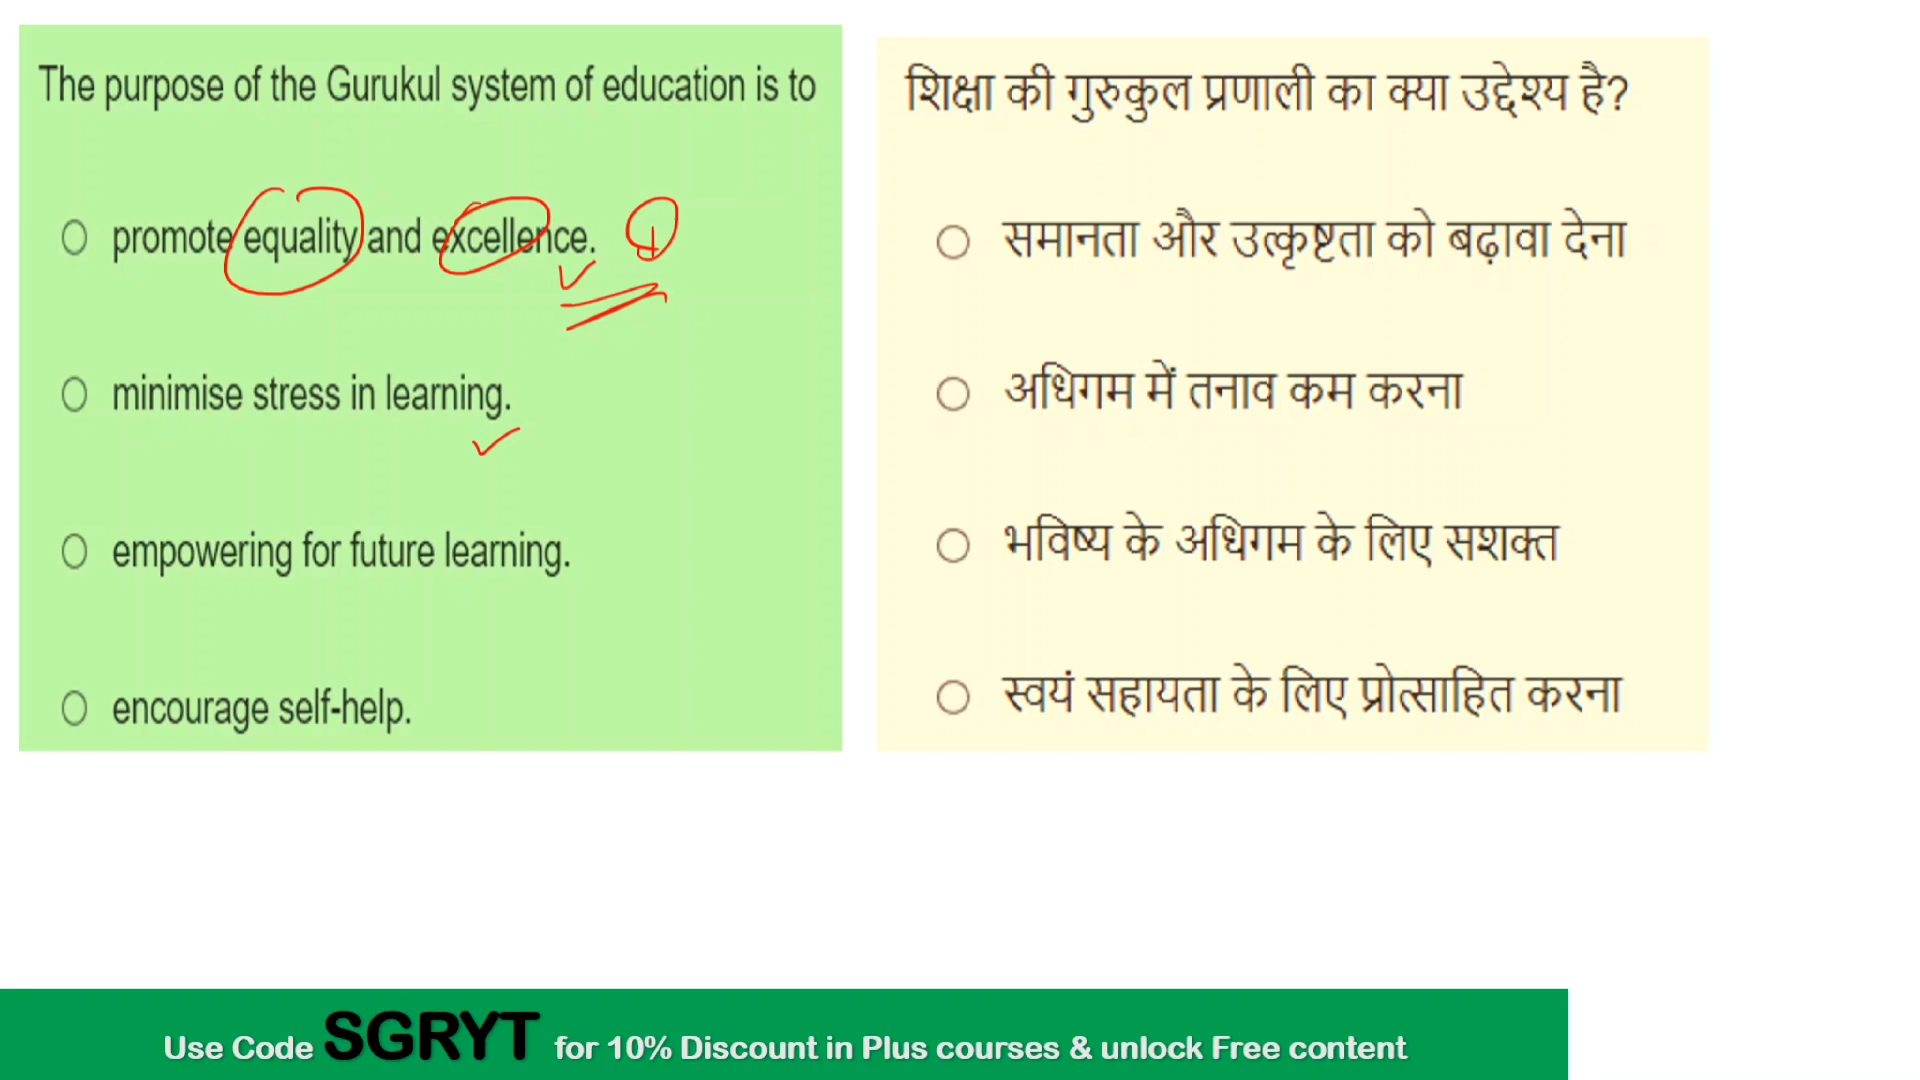 The purpose of the Gurukul system of education is to
promote equality and excellence.
minimise stress in learning.
empowering for future learning.
encourage self-help.
शिक्षा की गुरुकुल प्रणाली का क्या उद्देश्य है?
समानता और उत्कृष्टता को बढ़ावा देना
अधिगम में तनाव कम करना
भविष्य के अधिगम के लिए सशक्त
स्वयं सहायता के लिए प्रोत्साहित करना
Use Code SGRYT for 10% Discount in Plus courses & unlock Free content